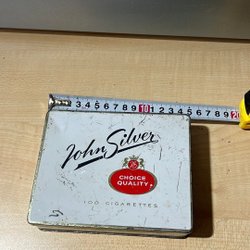 3 4 5 6 7 8 9 10 1 2 3 4 5 6 7 8 9 20
John Silver
CHOICE
QUALITY
100 CIGARETTES